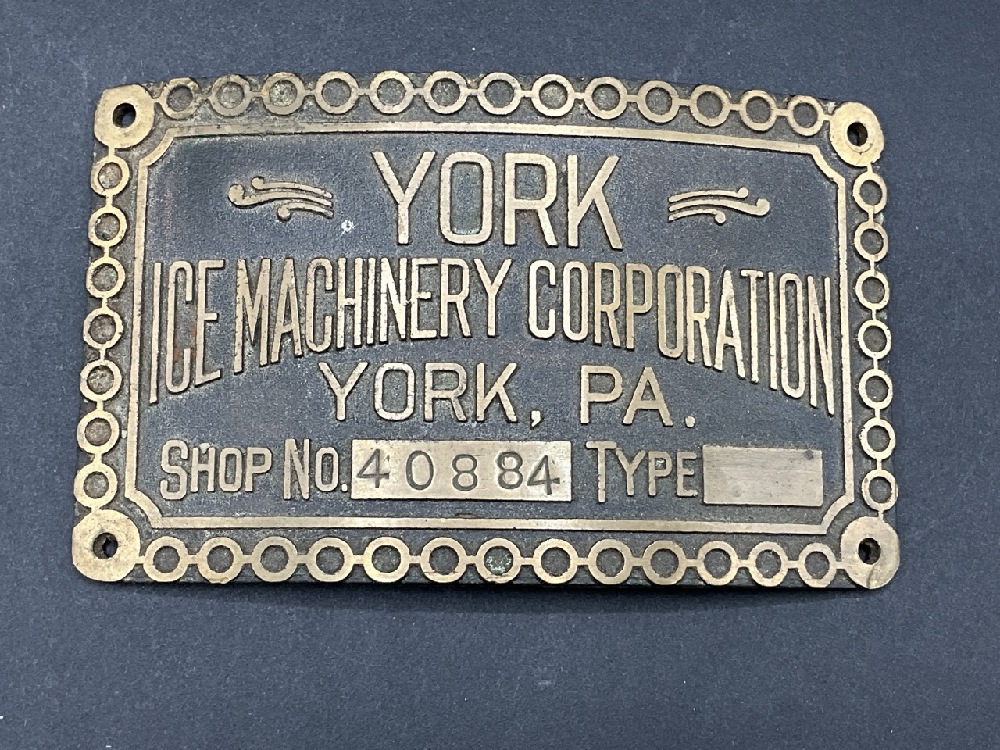 YORK
ICE MACHINERY CORPORATION
YORK, PA.
SHOP NO. 40884 TYPE